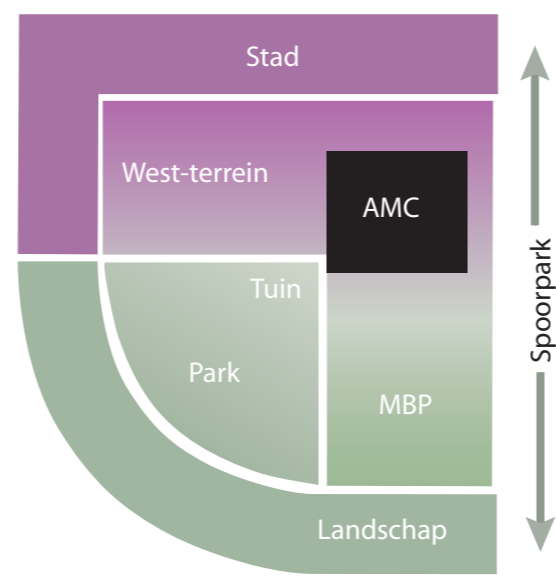 Stad
West-terrein
AMC
Tuin
Spoorpark
Park
MBP
Landschap